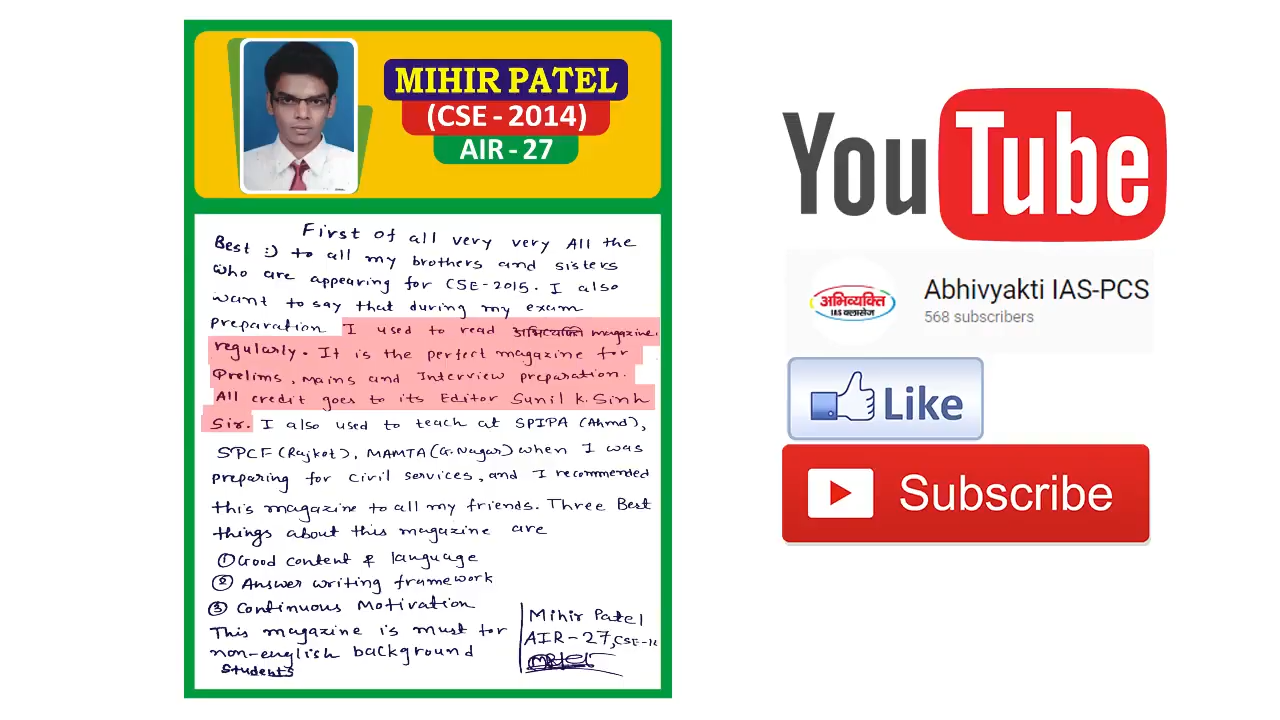 MIHIR PATEL
(CSE - 2014)
AIR - 27
First of all very very All the
Best :) to all my brothers and sisters
who are appearing for CSE-2015. I also
want to say that during my exam
preparation I used to read अभिव्यक्ति magazine
regularly. It is the perfect magazine for
Prelims, Mains and Interview preparation.
All credit goes to its Editor Sunil K. Sinh
Sir. I also used to teach at SPIPA (Ahmd),
SPCF (Rajkot), MAMTA (G.Nagar) when I was
preparing for civil services, and I recommended
this magazine to all my friends. Three Best
things about this magazine are
① Good content & language
② Answer writing framework
③ Continuous Motivation
This magazine is must for
non-english background
students
Mihir Patel
AIR-27, CSE-14
YouTube
अभिव्यक्ति
IAS क्लासेज
Abhivyakti IAS-PCS
568 subscribers
Like
Subscribe